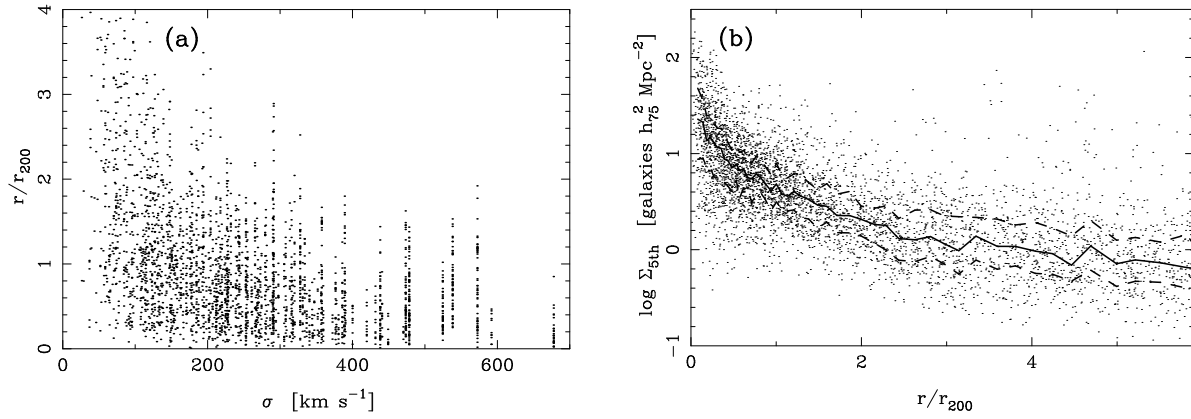 (a)
r/r200
4
3
2
1
0
0 200 400 600
σ [km s−1]
(b)
log Σ5th [galaxies h275 Mpc−2]
2
1
0
−1
0 2 4
r/r200